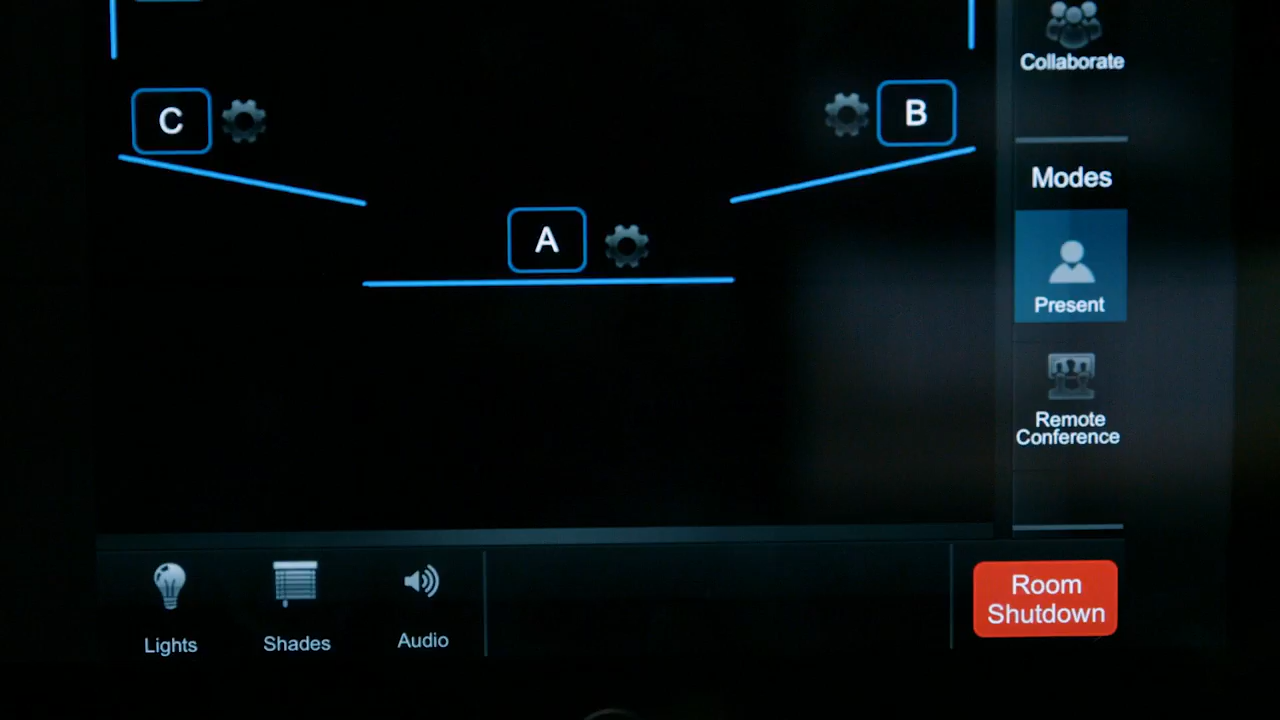 Collaborate
C
B
Modes
A
Present
Remote
Conference
Lights
Shades
Audio
Room
Shutdown